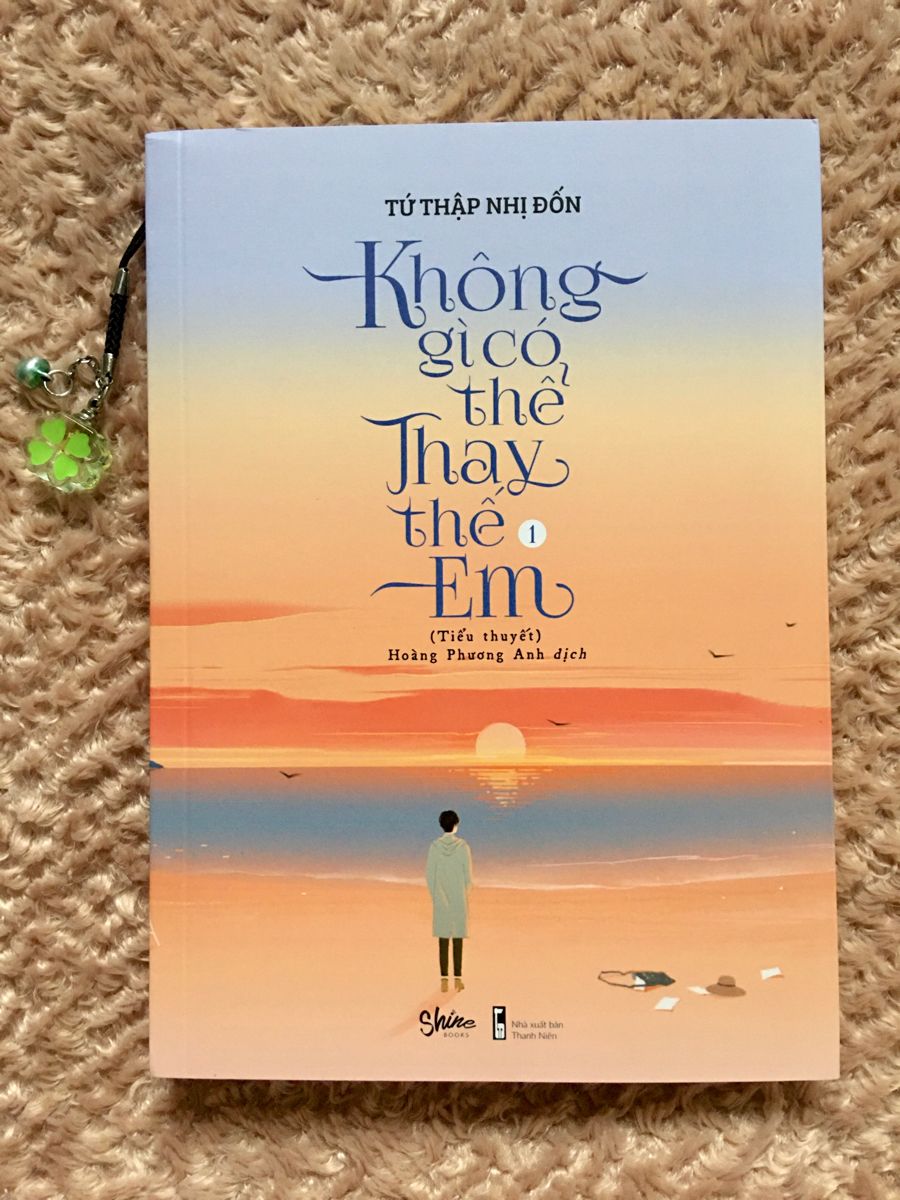 TỨ THẬP NHỊ ĐỐN
Không
gì có
thể
Thay
thế 1
Em
(Tiểu thuyết)
Hoàng Phương Anh dịch
Shine
BOOKS
Nhà xuất bản
Thanh Niên